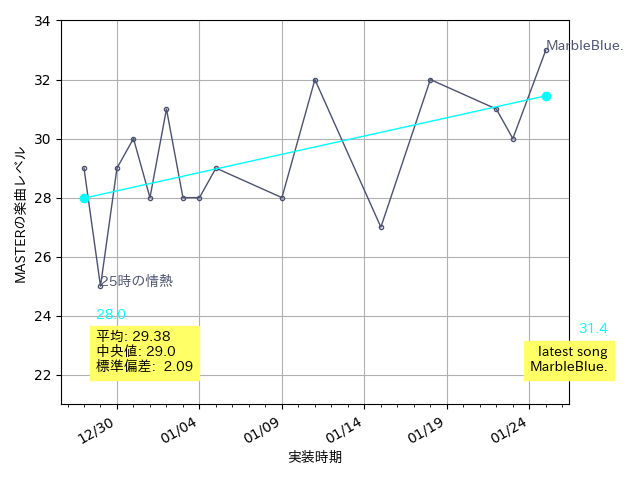 34
32
30
28
26
24
22
MASTERの楽曲レベル
MarbleBlue.
25時の情熱
28.0
平均: 29.38
中央値: 29.0
標準偏差: 2.09
31.4
latest song
MarbleBlue.
12/30
01/04
01/09
01/14
01/19
01/24
実装時期